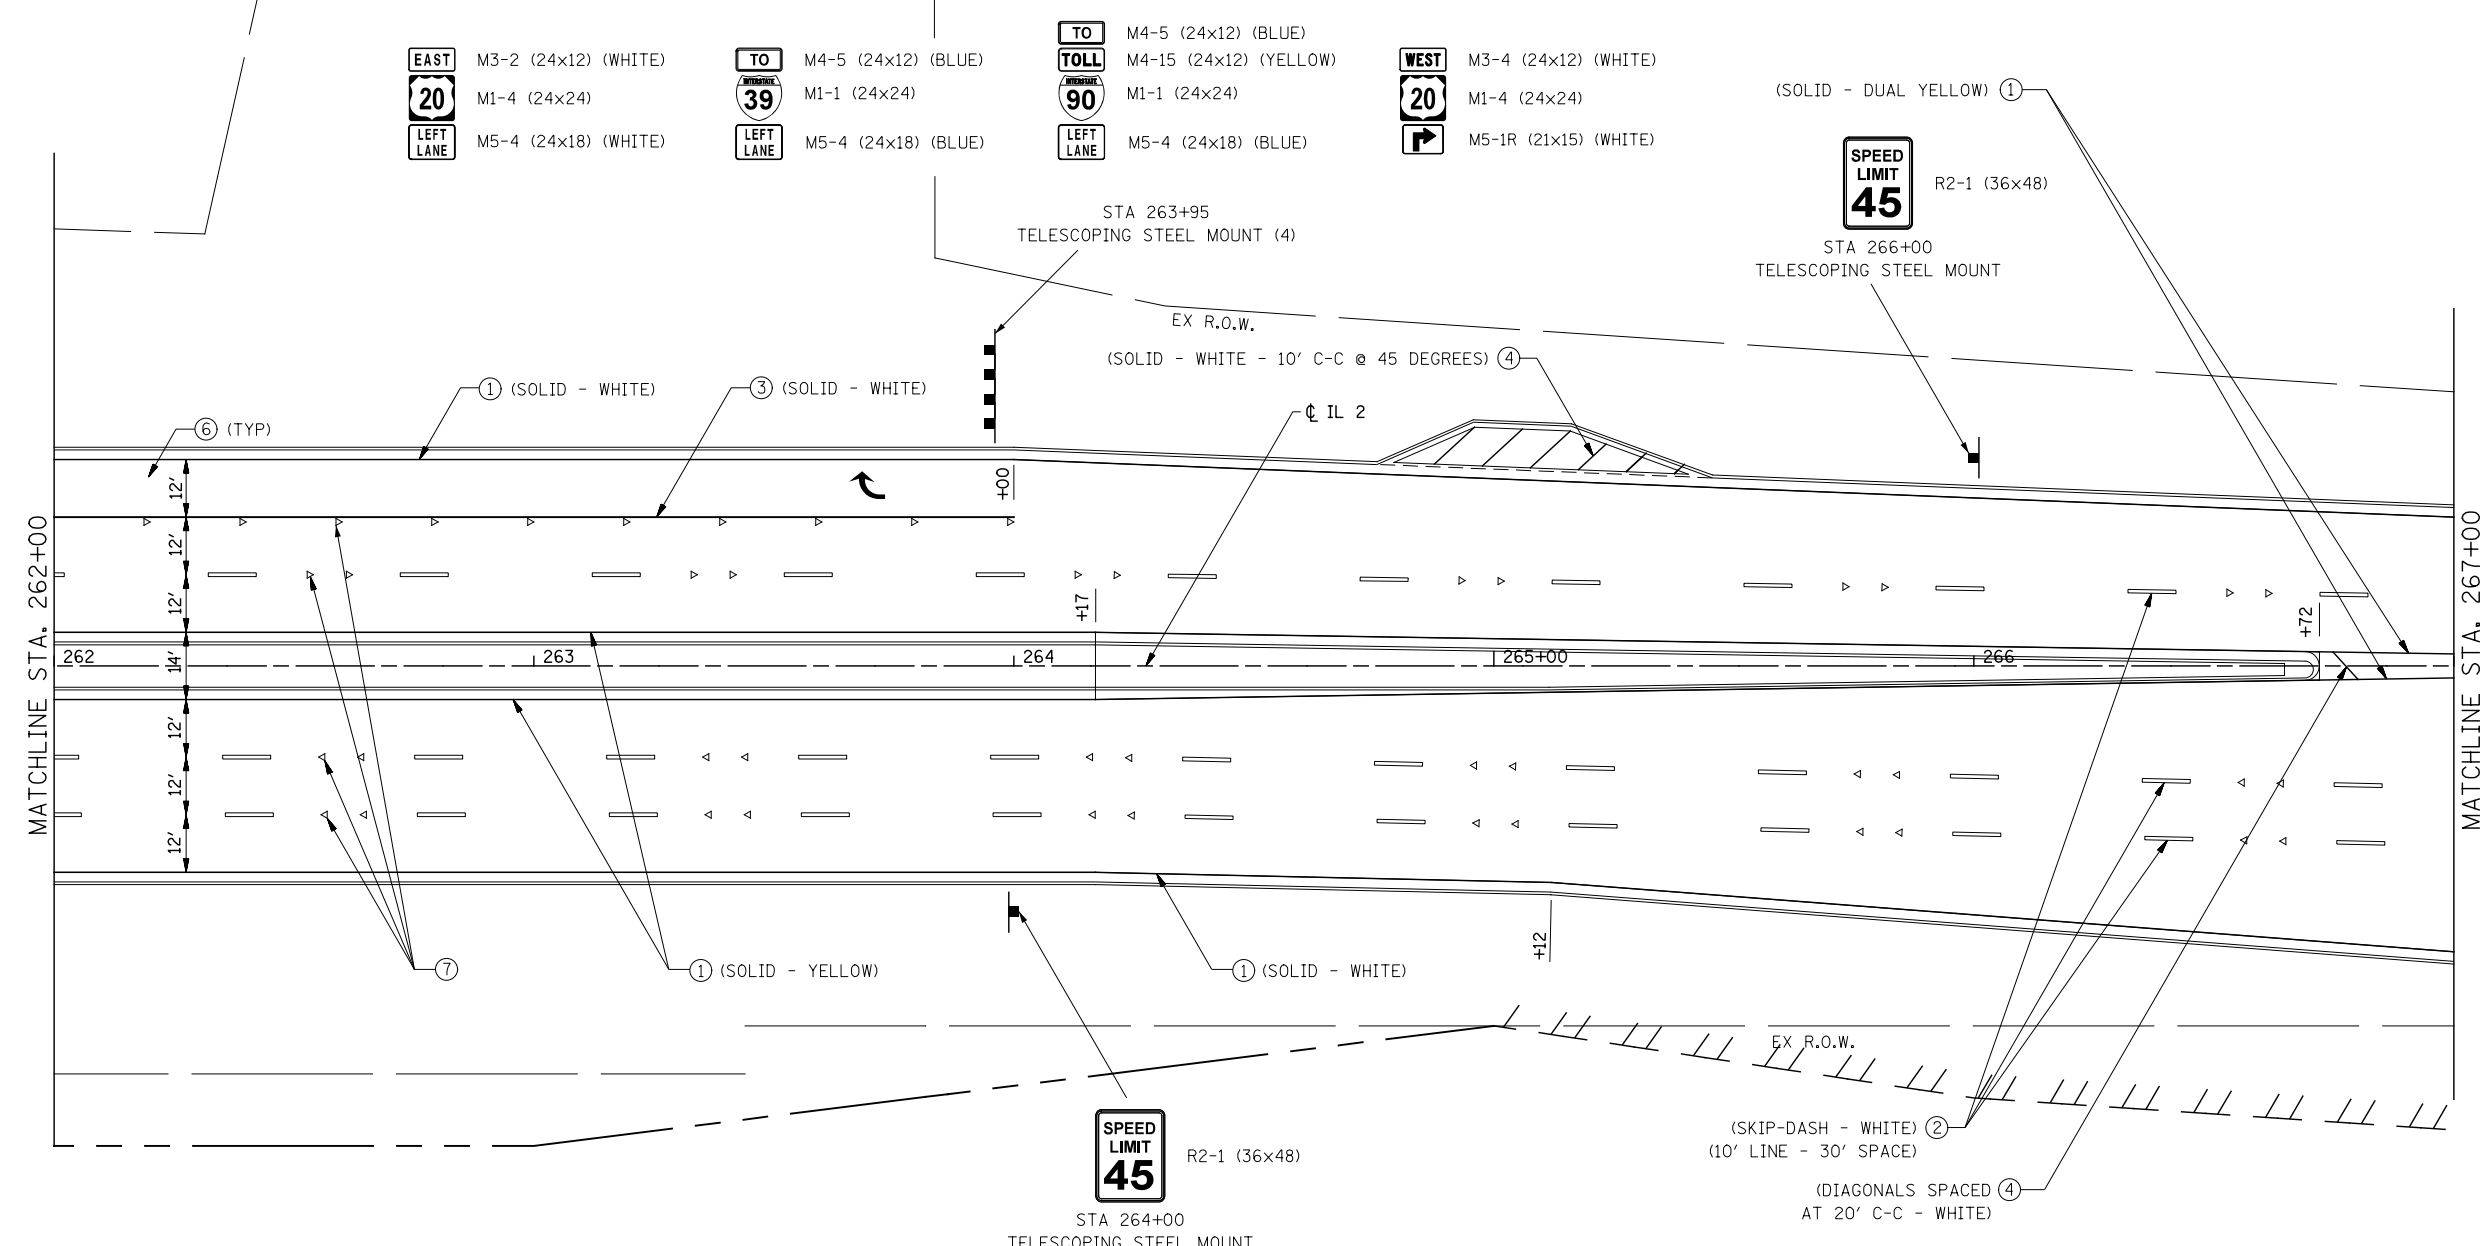 EAST M3-2 (24x12) (WHITE)
20 M1-4 (24x24)
LEFT LANE M5-4 (24x18) (WHITE)
TO M4-5 (24x12) (BLUE)
INTERSTATE 39 M1-1 (24x24)
LEFT LANE M5-4 (24x18) (BLUE)
TO M4-5 (24x12) (BLUE)
TOLL M4-15 (24x12) (YELLOW)
INTERSTATE 90 M1-1 (24x24)
LEFT LANE M5-4 (24x18) (BLUE)
WEST M3-4 (24x12) (WHITE)
20 M1-4 (24x24)
M5-1R (21x15) (WHITE)
(SOLID - DUAL YELLOW) 1
SPEED
LIMIT
45
R2-1 (36x48)
STA 266+00
TELESCOPING STEEL MOUNT
STA 263+95
TELESCOPING STEEL MOUNT (4)
EX R.O.W.
(SOLID - WHITE - 10' C-C @ 45 DEGREES) 4
1 (SOLID - WHITE)
3 (SOLID - WHITE)
℄ IL 2
6 (TYP)
MATCHLINE STA. 262+00
12'
12'
12'
14'
12'
12'
12'
+00
+17
+72
262
263
264
265+00
266
MATCHLINE STA. 267+00
+12
7
1 (SOLID - YELLOW)
1 (SOLID - WHITE)
EX R.O.W.
SPEED
LIMIT
45
R2-1 (36x48)
STA 264+00
TELESCOPING STEEL MOUNT
(SKIP-DASH - WHITE) 2
(10' LINE - 30' SPACE)
(DIAGONALS SPACED 4
AT 20' C-C - WHITE)